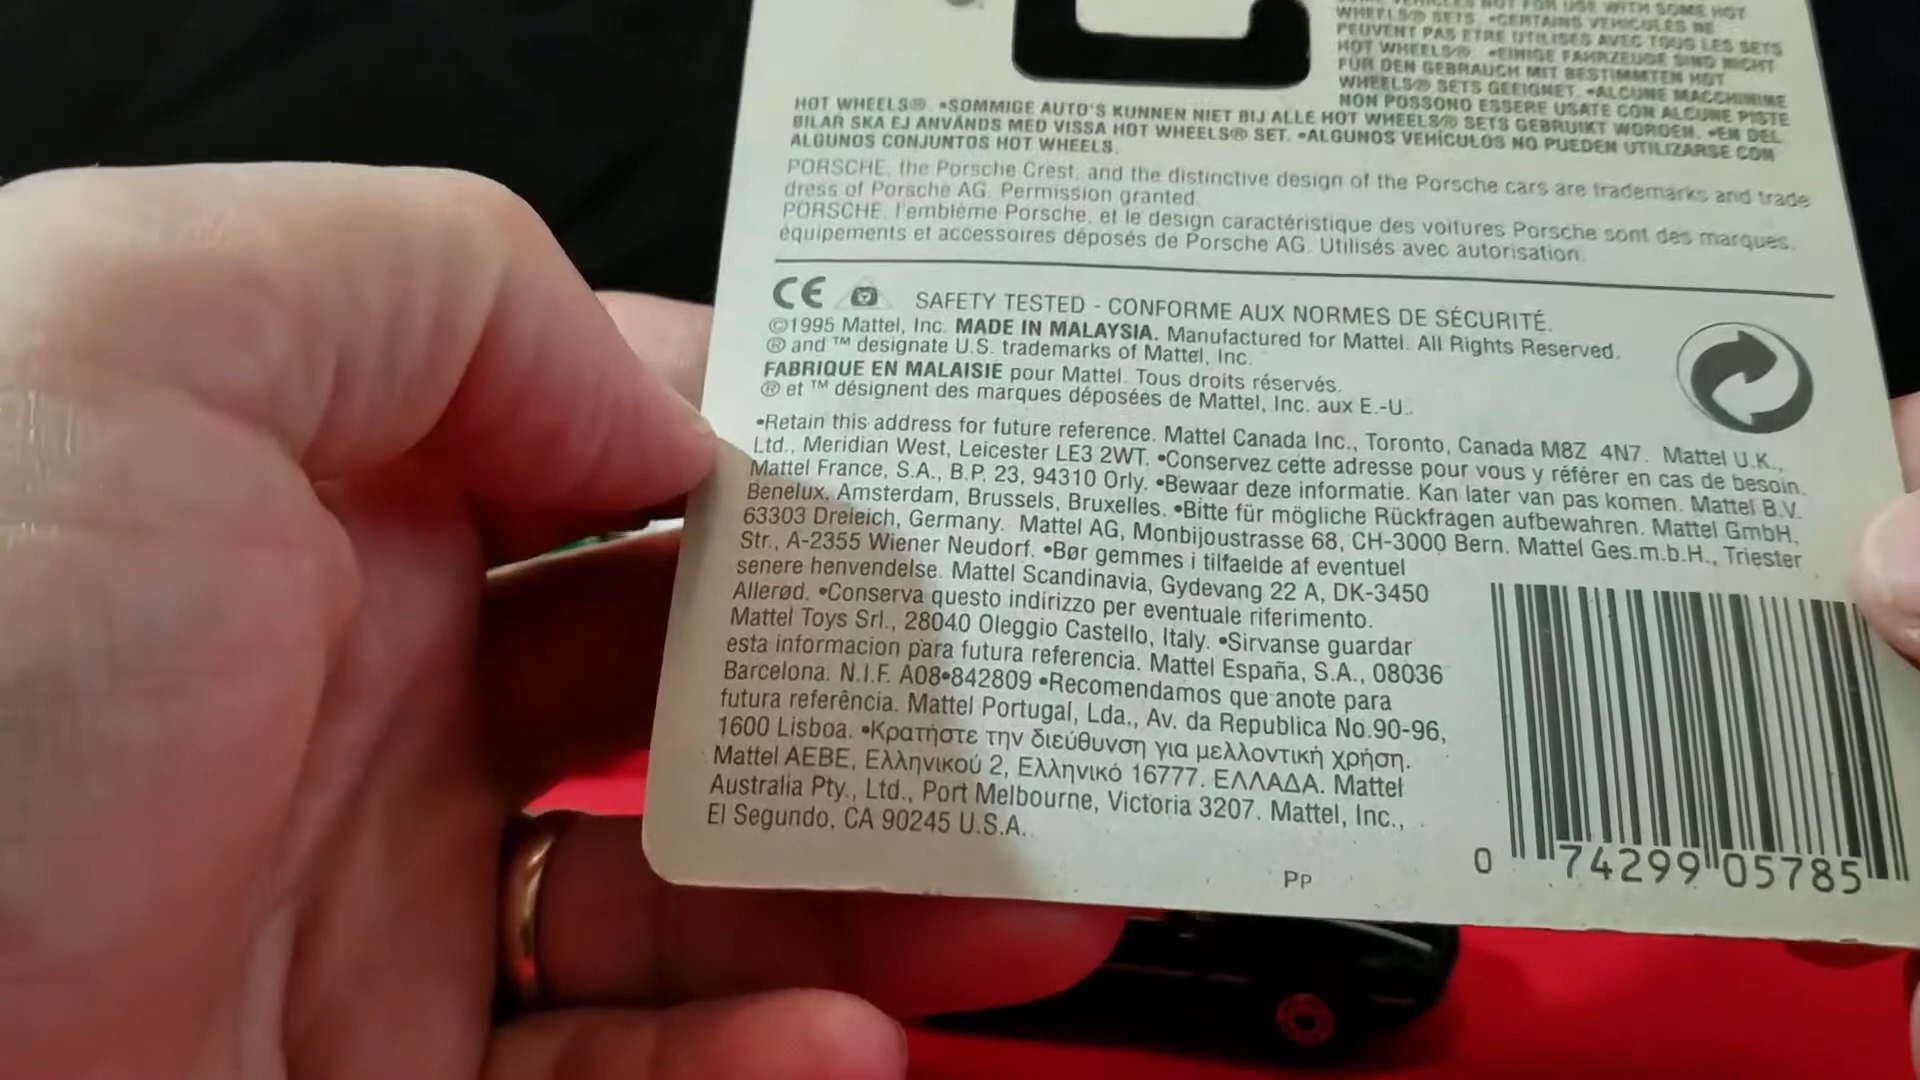 SOME VEHICLES NOT FOR USE WITH SOME HOT
WHEELS® SETS. •CERTAINS VEHICULES NE
PEUVENT PAS ETRE UTILISES AVEC TOUS LES SETS
HOT WHEELS®. •EINIGE FAHRZEUGE SIND NICHT
FÜR DEN GEBRAUCH MIT BESTIMMTEN HOT
WHEELS® SETS GEEIGNET. •ALCUNE MACCHININE
NON POSSONO ESSERE USATE CON ALCUNE PISTE
HOT WHEELS®. •SOMMIGE AUTO'S KUNNEN NIET BIJ ALLE HOT WHEELS® SETS GEBRUIKT WORDEN. •EN DEL
BILAR SKA EJ ANVÄNDS MED VISSA HOT WHEELS® SET. •ALGUNOS VEHÍCULOS NO PUEDEN UTILIZARSE CON
ALGUNOS CONJUNTOS HOT WHEELS.
PORSCHE, the Porsche Crest, and the distinctive design of the Porsche cars are trademarks and trade
dress of Porsche AG. Permission granted.
PORSCHE, l'emblème Porsche, et le design caractéristique des voitures Porsche sont des marques,
équipements et accessoires déposés de Porsche AG. Utilisés avec autorisation.
CE SAFETY TESTED - CONFORME AUX NORMES DE SÉCURITÉ.
©1995 Mattel, Inc. MADE IN MALAYSIA. Manufactured for Mattel. All Rights Reserved.
® and ™ designate U.S. trademarks of Mattel, Inc.
FABRIQUE EN MALAISIE pour Mattel. Tous droits réservés.
® et ™ désignent des marques déposées de Mattel, Inc. aux E.-U..
•Retain this address for future reference. Mattel Canada Inc., Toronto, Canada M8Z 4N7. Mattel U.K.,
Ltd., Meridian West, Leicester LE3 2WT. •Conservez cette adresse pour vous y référer en cas de besoin.
Mattel France, S.A., B.P. 23, 94310 Orly. •Bewaar deze informatie. Kan later van pas komen. Mattel B.V.
Benelux, Amsterdam, Brussels, Bruxelles. •Bitte für mögliche Rückfragen aufbewahren. Mattel GmbH,
63303 Dreieich, Germany. Mattel AG, Monbijoustrasse 68, CH-3000 Bern. Mattel Ges.m.b.H., Triester
Str., A-2355 Wiener Neudorf. •Bør gemmes i tilfaelde af eventuel
senere henvendelse. Mattel Scandinavia, Gydevang 22 A, DK-3450
Allerød. •Conserva questo indirizzo per eventuale riferimento.
Mattel Toys Srl., 28040 Oleggio Castello, Italy. •Sirvanse guardar
esta informacion para futura referencia. Mattel España, S.A., 08036
Barcelona. N.I.F. A08•842809 •Recomendamos que anote para
futura referência. Mattel Portugal, Lda., Av. da Republica No.90-96,
1600 Lisboa. •Κρατήστε την διεύθυνση για μελλοντική χρήση.
Mattel AEBE, Ελληνικού 2, Ελληνικό 16777. ΕΛΛΑΔΑ. Mattel
Australia Pty., Ltd., Port Melbourne, Victoria 3207. Mattel, Inc.,
El Segundo, CA 90245 U.S.A.
Pp
0 74299 05785